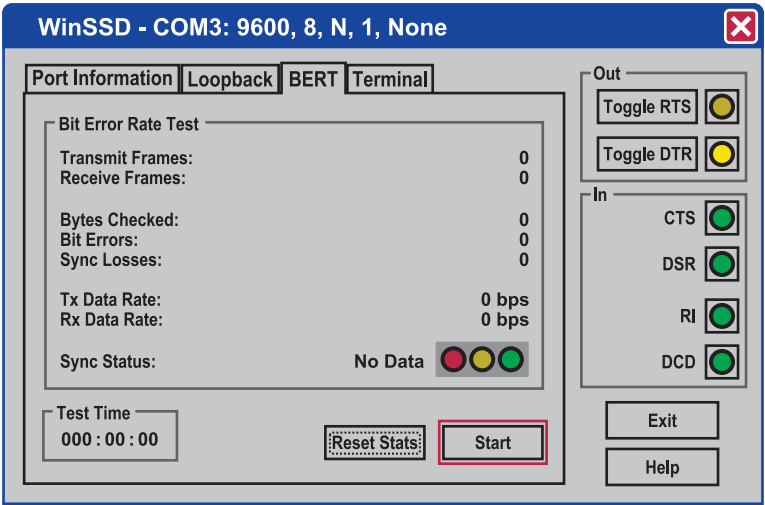 WinSSD - COM3: 9600, 8, N, 1, None
Port Information Loopback BERT Terminal
Bit Error Rate Test
Transmit Frames: 0
Receive Frames: 0
Bytes Checked: 0
Bit Errors: 0
Sync Losses: 0
Tx Data Rate: 0 bps
Rx Data Rate: 0 bps
Sync Status: No Data
Test Time
000 : 00 : 00
Reset Stats Start
Out
Toggle RTS
Toggle DTR
In
CTS
DSR
RI
DCD
Exit
Help